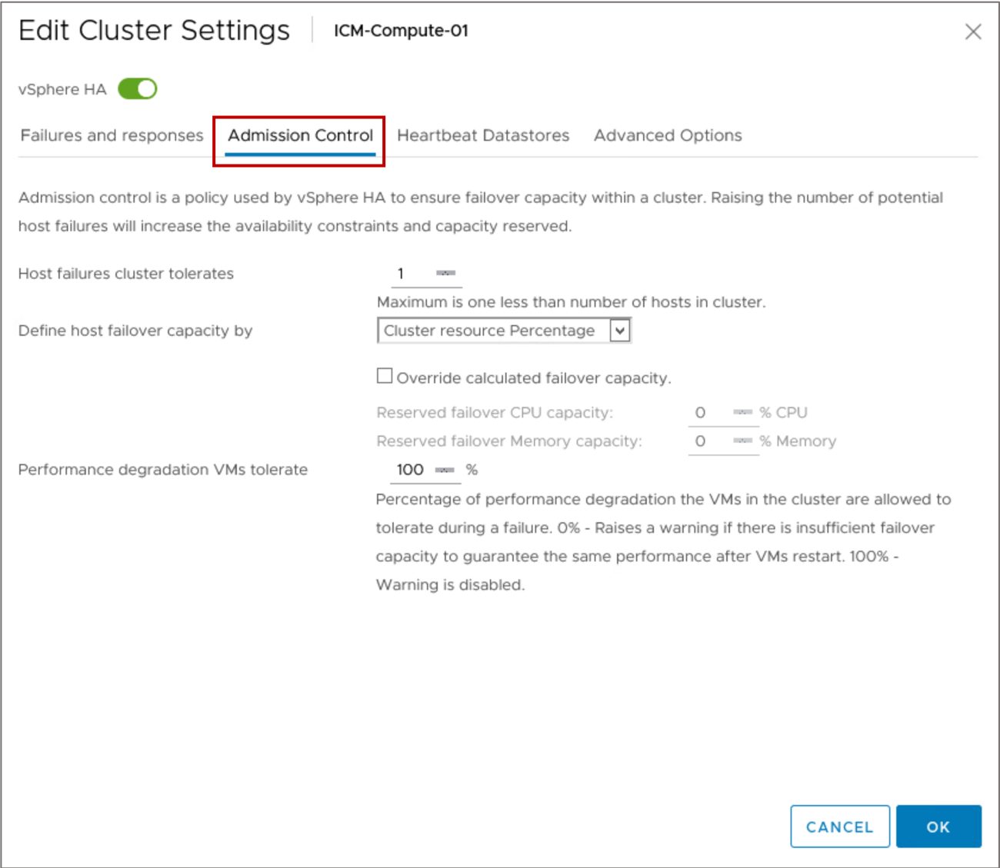 Edit Cluster Settings ICM-Compute-01
vSphere HA
Failures and responses Admission Control Heartbeat Datastores Advanced Options
Admission control is a policy used by vSphere HA to ensure failover capacity within a cluster. Raising the number of potential
host failures will increase the availability constraints and capacity reserved.
Host failures cluster tolerates 1
Maximum is one less than number of hosts in cluster.
Define host failover capacity by Cluster resource Percentage
Override calculated failover capacity.
Reserved failover CPU capacity: 0 % CPU
Reserved failover Memory capacity: 0 % Memory
Performance degradation VMs tolerate 100 %
Percentage of performance degradation the VMs in the cluster are allowed to
tolerate during a failure. 0% - Raises a warning if there is insufficient failover
capacity to guarantee the same performance after VMs restart. 100% -
Warning is disabled.
CANCEL OK